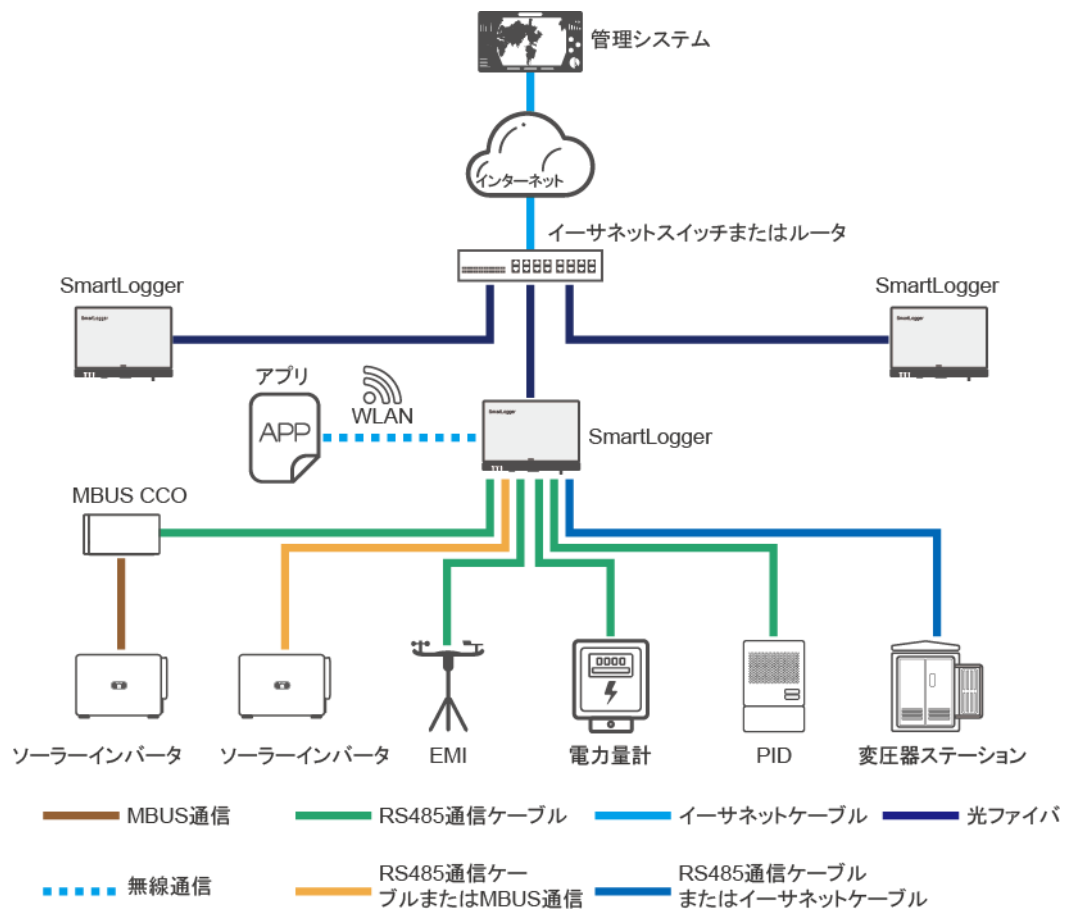 管理システム
インターネット
イーサネットスイッチまたはルータ
SmartLogger
SmartLogger
SmartLogger
SmartLogger
アプリ
WLAN
APP
SmartLogger
SmartLogger
MBUS CCO
ソーラーインバータ
ソーラーインバータ
EMI
電力量計
PID
変圧器ステーション
MBUS通信
RS485通信ケーブル
イーサネットケーブル
光ファイバ
無線通信
RS485通信ケー
ブルまたはMBUS通信
RS485通信ケーブル
またはイーサネットケーブル